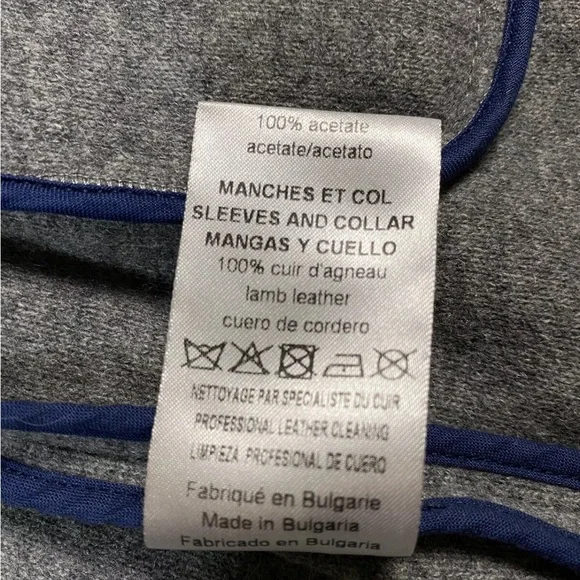 100% acetate
acetate/acetato
MANCHES ET COL
SLEEVES AND COLLAR
MANGAS Y CUELLO
100% cuir d'agneau
lamb leather
cuero de cordero
NETTOYAGE PAR SPECIALISTE DU CUIR
PROFESSIONAL LEATHER CLEANING
LIMPIEZA PROFESIONAL DE CUERO
Fabriqué en Bulgarie
Made in Bulgaria
Fabricado en Bulgaria